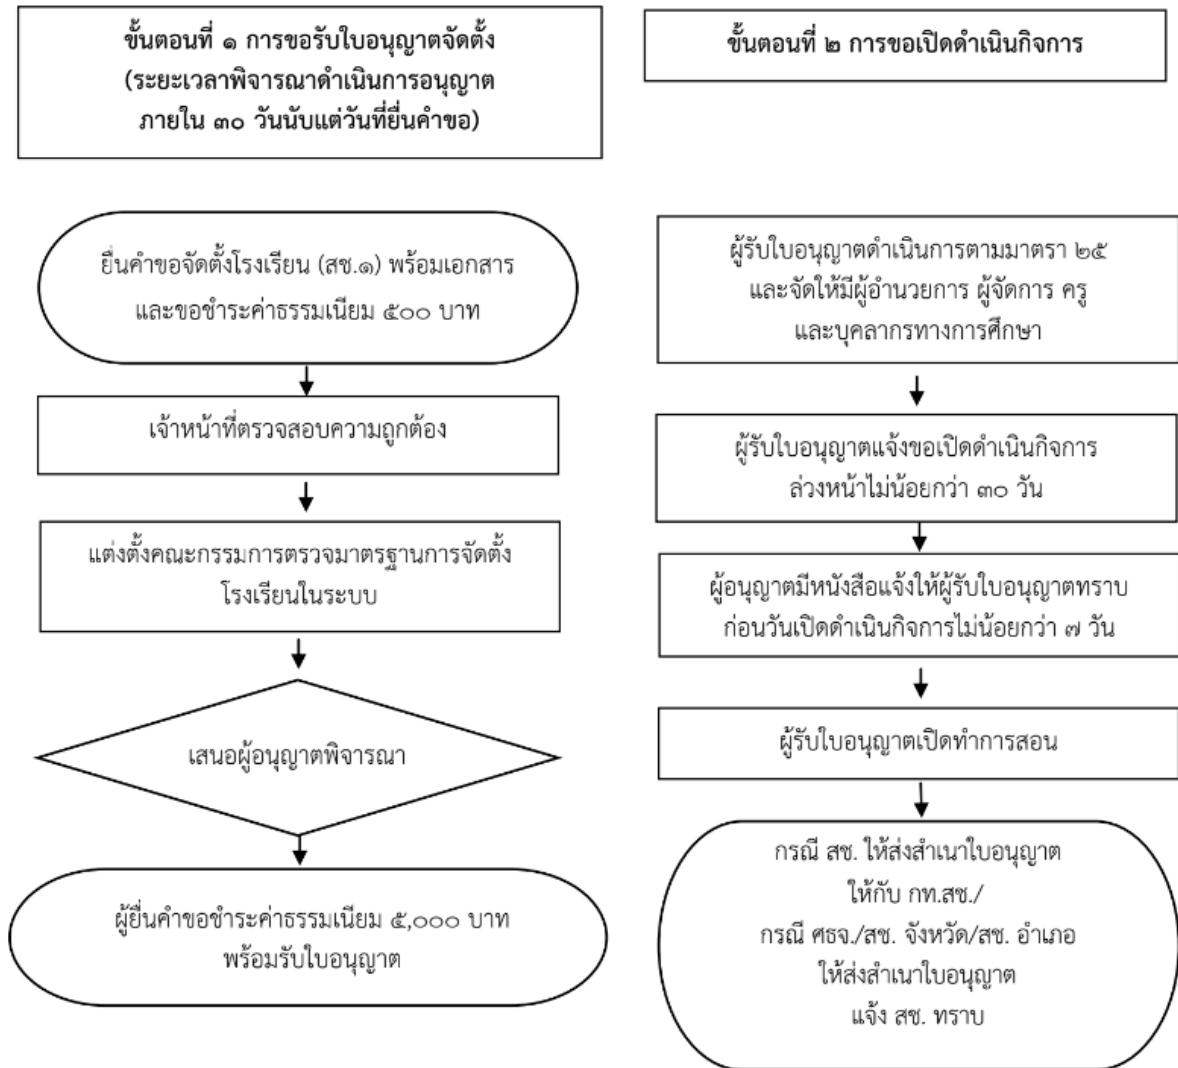 ขั้นตอนที่ ๑ การขอรับใบอนุญาตจัดตั้ง
(ระยะเวลาพิจารณาดำเนินการอนุญาต
ภายใน ๓๐ วันนับแต่วันที่ยื่นคำขอ)
ยื่นคำขอจัดตั้งโรงเรียน (สช.๑) พร้อมเอกสาร
และขอชำระค่าธรรมเนียม ๕๐๐ บาท
เจ้าหน้าที่ตรวจสอบความถูกต้อง
แต่งตั้งคณะกรรมการตรวจมาตรฐานการจัดตั้ง
โรงเรียนในระบบ
เสนอผู้อนุญาตพิจารณา
ผู้ยื่นคำขอชำระค่าธรรมเนียม ๕,๐๐๐ บาท
พร้อมรับใบอนุญาต
ขั้นตอนที่ ๒ การขอเปิดดำเนินกิจการ
ผู้รับใบอนุญาตดำเนินการตามมาตรา ๒๕
และจัดให้มีผู้อำนวยการ ผู้จัดการ ครู
และบุคลากรทางการศึกษา
ผู้รับใบอนุญาตแจ้งขอเปิดดำเนินกิจการ
ล่วงหน้าไม่น้อยกว่า ๓๐ วัน
ผู้อนุญาตมีหนังสือแจ้งให้ผู้รับใบอนุญาตทราบ
ก่อนวันเปิดดำเนินกิจการไม่น้อยกว่า ๗ วัน
ผู้รับใบอนุญาตเปิดทำการสอน
กรณี สช. ให้ส่งสำเนาใบอนุญาต
ให้กับ กท.สช./
กรณี ศธจ./สช. จังหวัด/สช. อำเภอ
ให้ส่งสำเนาใบอนุญาต
แจ้ง สช. ทราบ